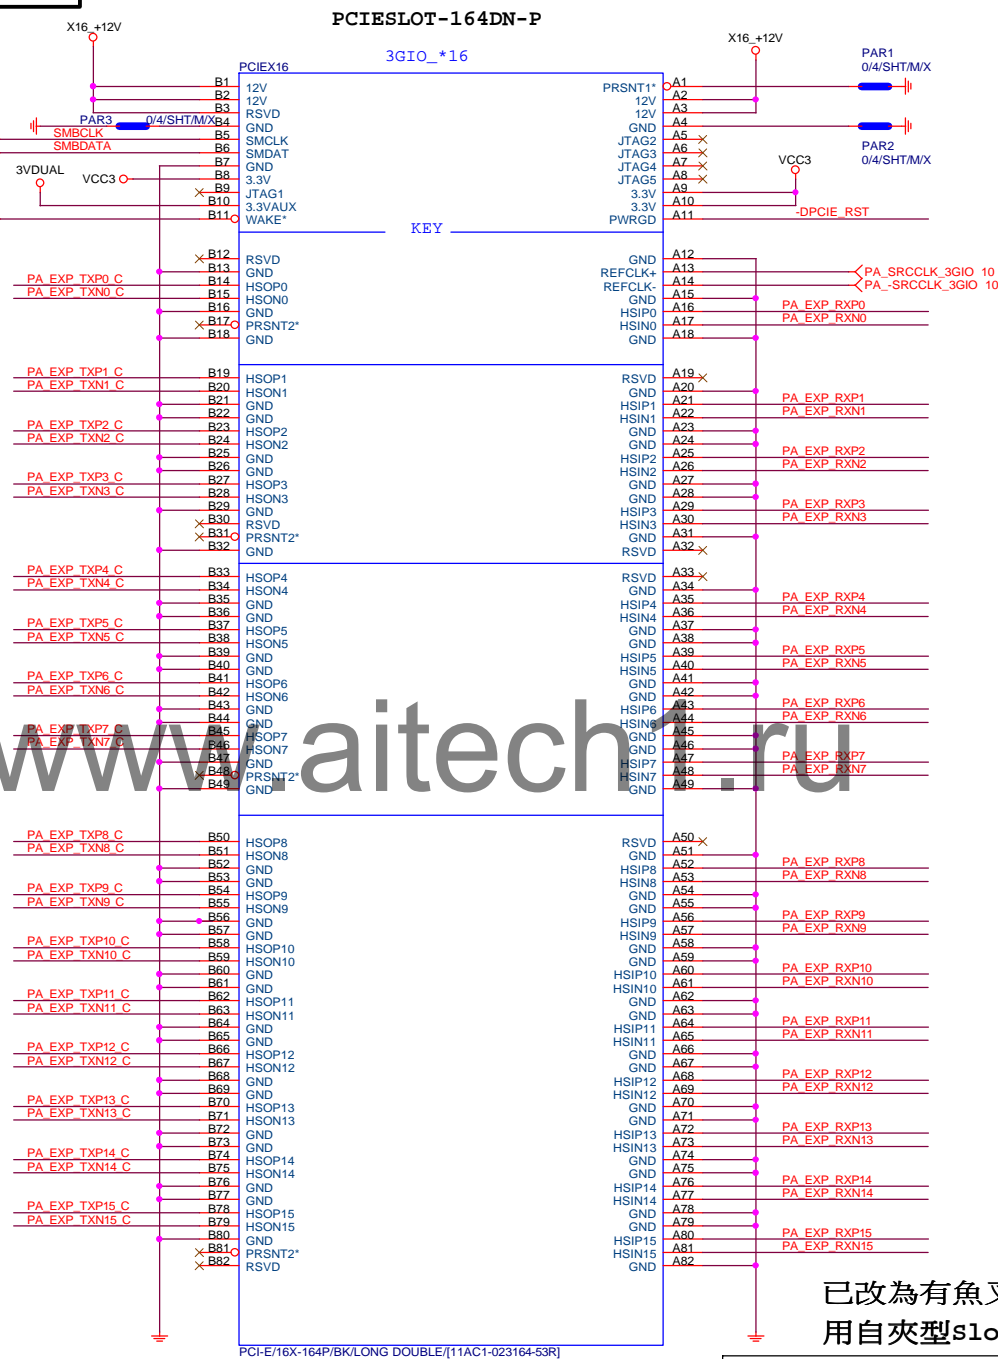 PCIESLOT-164DN-P
X16_+12V
3GIO_*16
X16_+12V
PCIEX16
PAR1
0/4/SHT/M/X
B1 12V PRSNT1* A1
B2 12V 12V A2
B3 RSVD 12V A3
PAR3 0/4/SHT/M/X B4 GND GND A4
SMBCLK B5 SMCLK JTAG2 A5
SMBDATA B6 SMDAT JTAG3 A6
PAR2
0/4/SHT/M/X
B7 GND JTAG4 A7
3VDUAL VCC3 B8 3.3V JTAG5 A8 VCC3
B9 JTAG1 3.3V A9
B10 3.3VAUX 3.3V A10
B11 WAKE* PWRGD A11 -DPCIE_RST
KEY
B12 RSVD GND A12
B13 GND REFCLK+ A13 PA_SRCCLK_3GIO 10
PA_EXP_TXP0_C B14 HSOP0 REFCLK- A14 PA_-SRCCLK_3GIO 10
PA_EXP_TXN0_C B15 HSON0 GND A15
B16 GND HSIP0 A16 PA_EXP_RXP0
B17 PRSNT2* HSIN0 A17 PA_EXP_RXN0
B18 GND GND A18
PA_EXP_TXP1_C B19 HSOP1 RSVD A19
PA_EXP_TXN1_C B20 HSON1 GND A20
B21 GND HSIP1 A21 PA_EXP_RXP1
B22 GND HSIN1 A22 PA_EXP_RXN1
PA_EXP_TXP2_C B23 HSOP2 GND A23
PA_EXP_TXN2_C B24 HSON2 GND A24
B25 GND HSIP2 A25 PA_EXP_RXP2
B26 GND HSIN2 A26 PA_EXP_RXN2
PA_EXP_TXP3_C B27 HSOP3 GND A27
PA_EXP_TXN3_C B28 HSON3 GND A28
B29 GND HSIP3 A29 PA_EXP_RXP3
B30 RSVD HSIN3 A30 PA_EXP_RXN3
B31 PRSNT2* GND A31
B32 GND RSVD A32
PA_EXP_TXP4_C B33 HSOP4 RSVD A33
PA_EXP_TXN4_C B34 HSON4 GND A34
B35 GND HSIP4 A35 PA_EXP_RXP4
B36 GND HSIN4 A36 PA_EXP_RXN4
PA_EXP_TXP5_C B37 HSOP5 GND A37
PA_EXP_TXN5_C B38 HSON5 GND A38
B39 GND HSIP5 A39 PA_EXP_RXP5
B40 GND HSIN5 A40 PA_EXP_RXN5
PA_EXP_TXP6_C B41 HSOP6 GND A41
PA_EXP_TXN6_C B42 HSON6 GND A42
B43 GND HSIP6 A43 PA_EXP_RXP6
B44 GND HSIN6 A44 PA_EXP_RXN6
PA_EXP_TXP7_C B45 HSOP7 GND A45
PA_EXP_TXN7_C B46 HSON7 GND A46
B47 GND HSIP7 A47 PA_EXP_RXP7
B48 PRSNT2* HSIN7 A48 PA_EXP_RXN7
B49 GND GND A49
www.aitech1.ru
PA_EXP_TXP8_C B50 HSOP8 RSVD A50
PA_EXP_TXN8_C B51 HSON8 GND A51
B52 GND HSIP8 A52 PA_EXP_RXP8
B53 GND HSIN8 A53 PA_EXP_RXN8
PA_EXP_TXP9_C B54 HSOP9 GND A54
PA_EXP_TXN9_C B55 HSON9 GND A55
B56 GND HSIP9 A56 PA_EXP_RXP9
B57 GND HSIN9 A57 PA_EXP_RXN9
PA_EXP_TXP10_C B58 HSOP10 GND A58
PA_EXP_TXN10_C B59 HSON10 GND A59
B60 GND HSIP10 A60 PA_EXP_RXP10
B61 GND HSIN10 A61 PA_EXP_RXN10
PA_EXP_TXP11_C B62 HSOP11 GND A62
PA_EXP_TXN11_C B63 HSON11 GND A63
B64 GND HSIP11 A64 PA_EXP_RXP11
B65 GND HSIN11 A65 PA_EXP_RXN11
PA_EXP_TXP12_C B66 HSOP12 GND A66
PA_EXP_TXN12_C B67 HSON12 GND A67
B68 GND HSIP12 A68 PA_EXP_RXP12
B69 GND HSIN12 A69 PA_EXP_RXN12
PA_EXP_TXP13_C B70 HSOP13 GND A70
PA_EXP_TXN13_C B71 HSON13 GND A71
B72 GND HSIP13 A72 PA_EXP_RXP13
B73 GND HSIN13 A73 PA_EXP_RXN13
PA_EXP_TXP14_C B74 HSOP14 GND A74
PA_EXP_TXN14_C B75 HSON14 GND A75
B76 GND HSIP14 A76 PA_EXP_RXP14
B77 GND HSIN14 A77 PA_EXP_RXN14
PA_EXP_TXP15_C B78 HSOP15 GND A78
PA_EXP_TXN15_C B79 HSON15 GND A79
B80 GND HSIP15 A80 PA_EXP_RXP15
B81 PRSNT2* HSIN15 A81 PA_EXP_RXN15
B82 RSVD GND A82
已改為有魚叉
用自夾型Slo
PCI-E/16X-164P/BK/LONG DOUBLE/[11AC1-023164-53R]